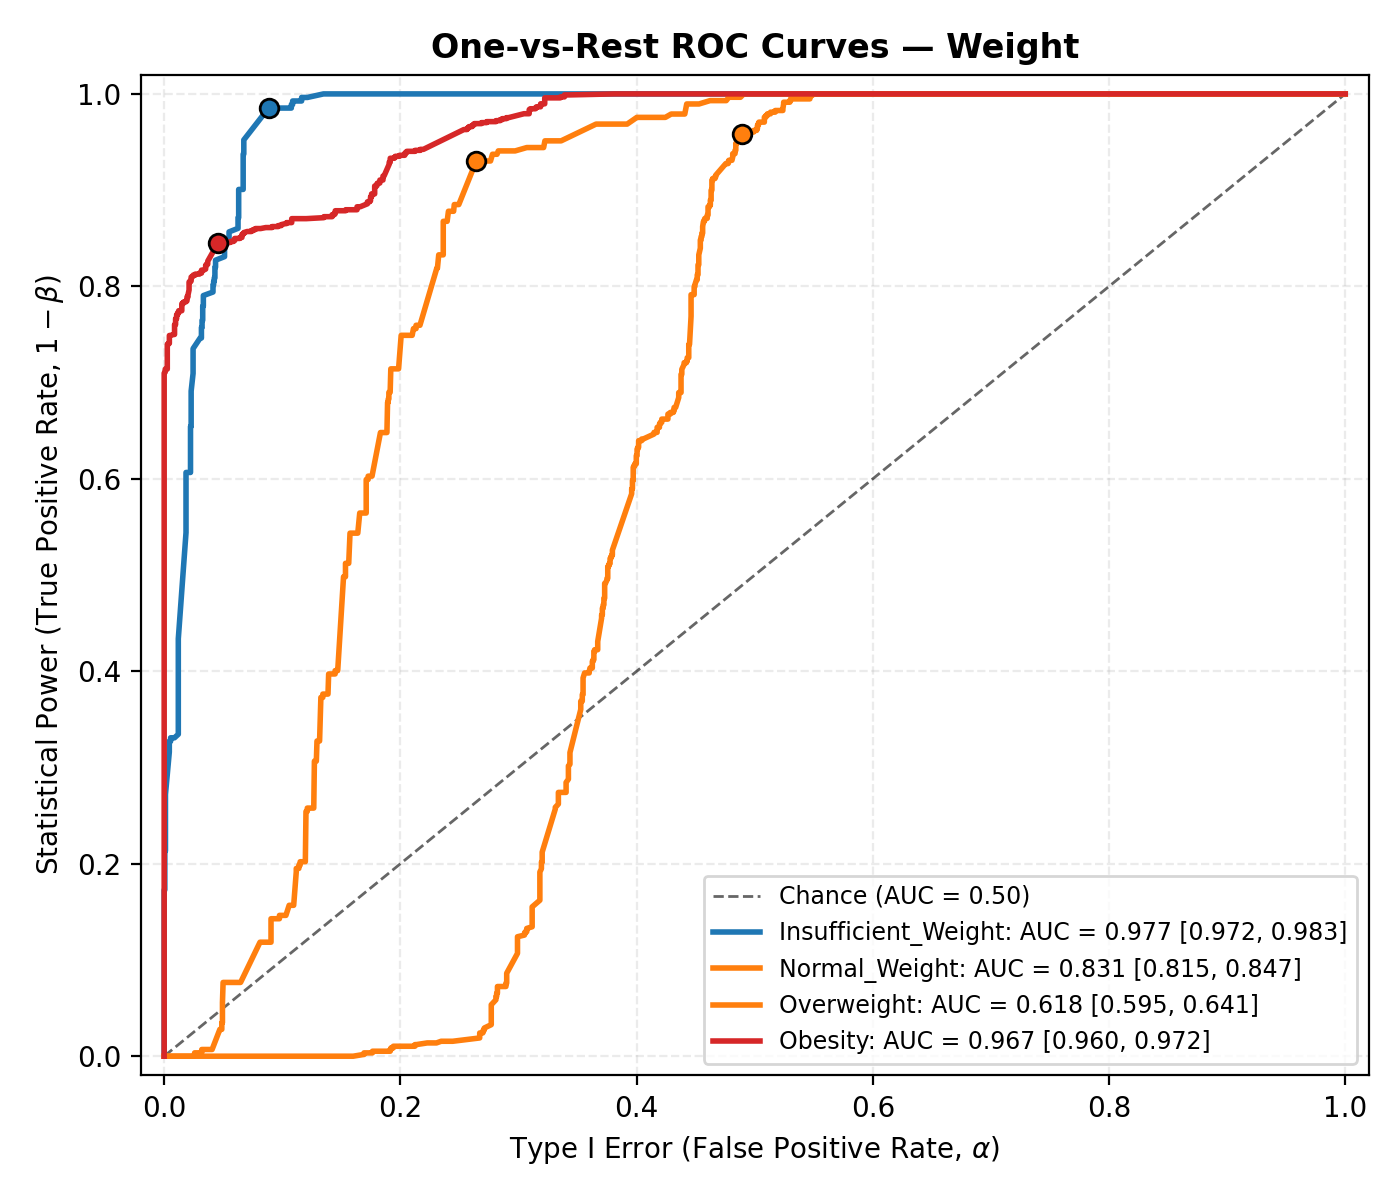 One-vs-Rest ROC Curves — Weight
Statistical Power (True Positive Rate, 1 − β)
1.0
0.8
0.6
0.4
0.2
0.0
Chance (AUC = 0.50)
Insufficient_Weight: AUC = 0.977 [0.972, 0.983]
Normal_Weight: AUC = 0.831 [0.815, 0.847]
Overweight: AUC = 0.618 [0.595, 0.641]
Obesity: AUC = 0.967 [0.960, 0.972]
0.0 0.2 0.4 0.6 0.8 1.0
Type I Error (False Positive Rate, α)